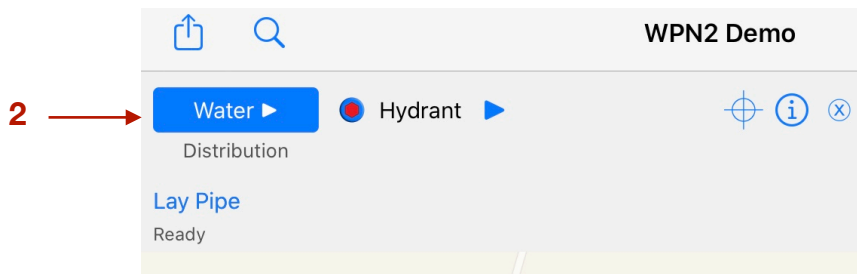 WPN2 Demo
2
Water
Hydrant
Distribution
Lay Pipe
Ready